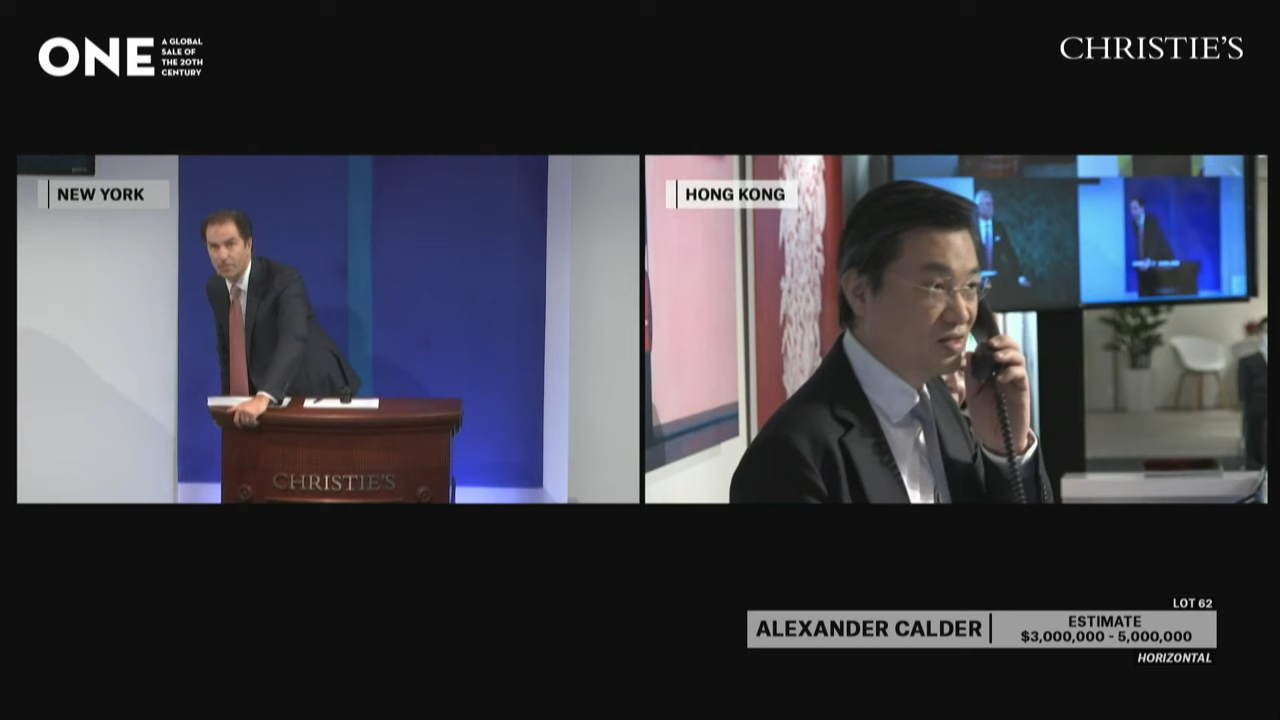 ONE
A GLOBAL
SALE OF
THE 20TH
CENTURY
CHRISTIE'S
NEW YORK
HONG KONG
CHRISTIE'S
LOT 62
ALEXANDER CALDER
ESTIMATE
$3,000,000 - 5,000,000
HORIZONTAL